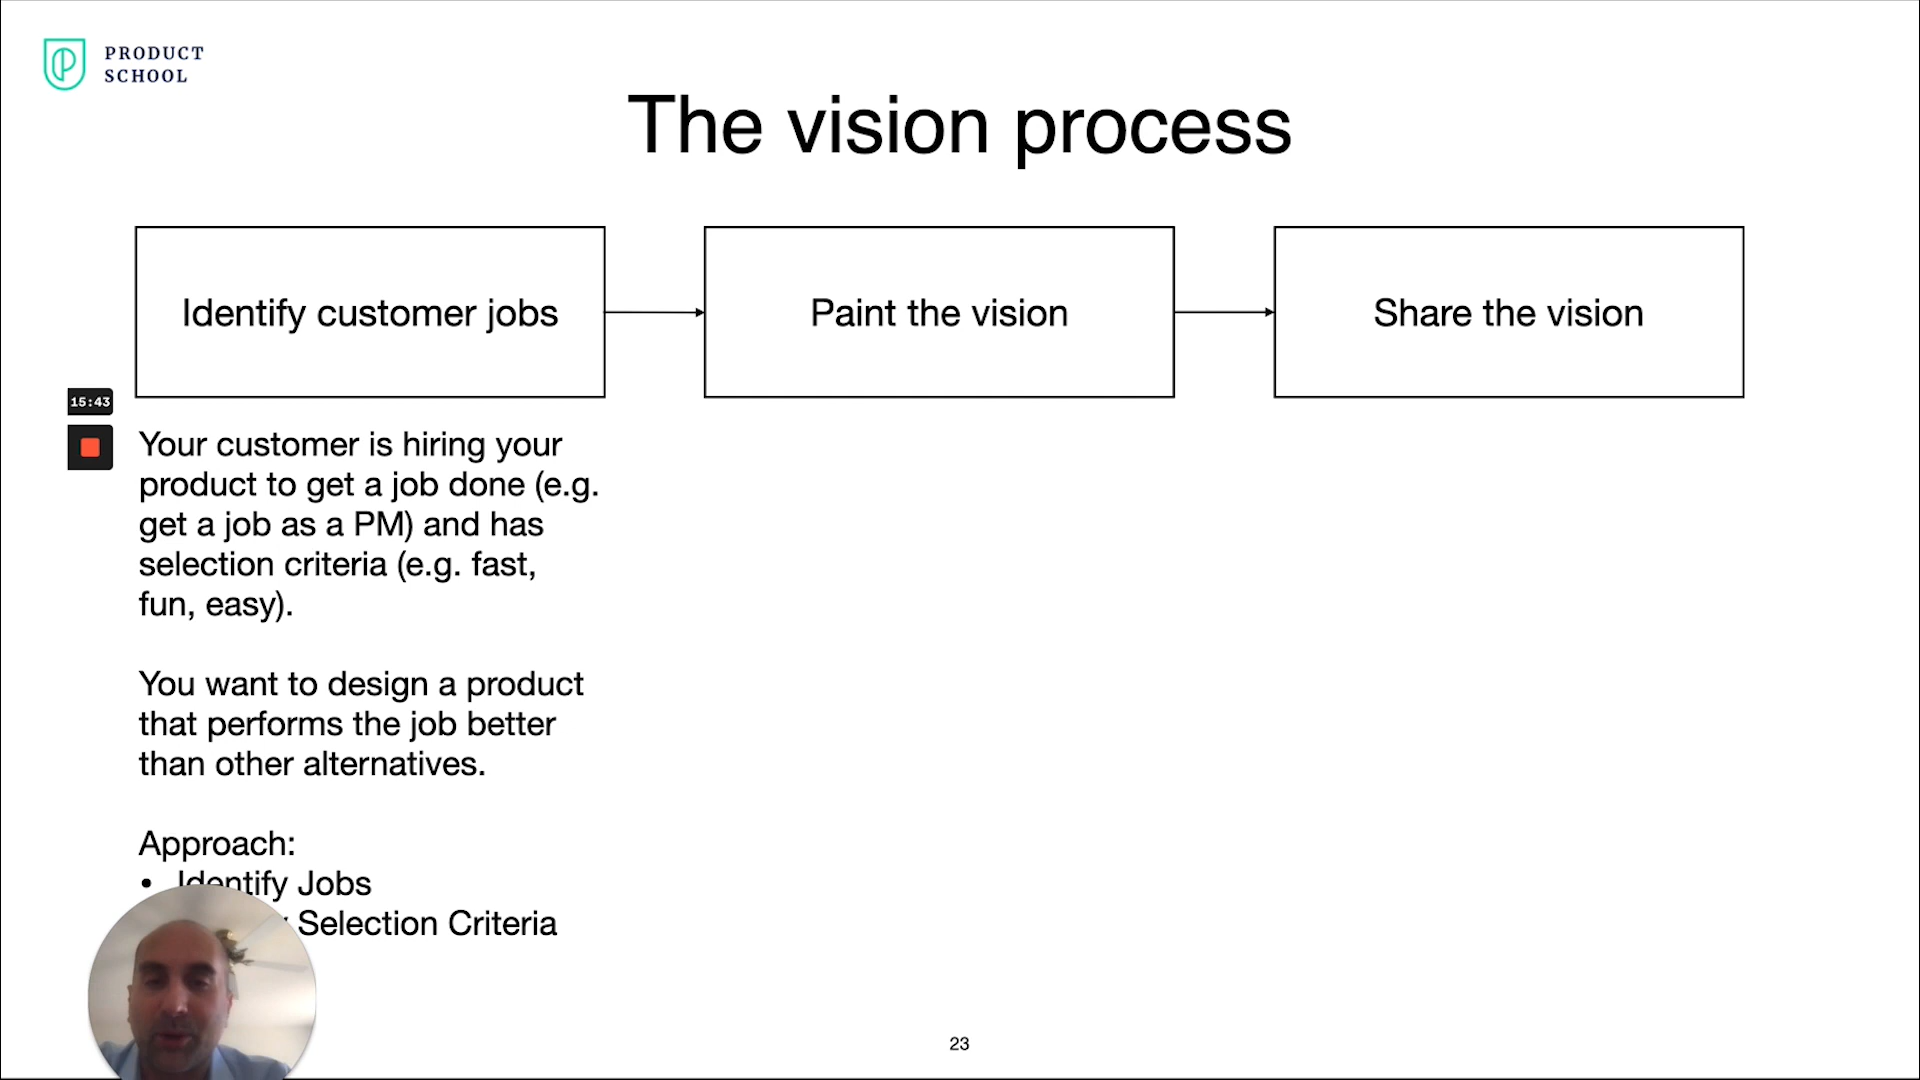 PRODUCT
SCHOOL
The vision process
Identify customer jobs
Paint the vision
Share the vision
15:43
Your customer is hiring your
product to get a job done (e.g.
get a job as a PM) and has
selection criteria (e.g. fast,
fun, easy).
You want to design a product
that performs the job better
than other alternatives.
Approach:
• Identify Jobs
Selection Criteria
23